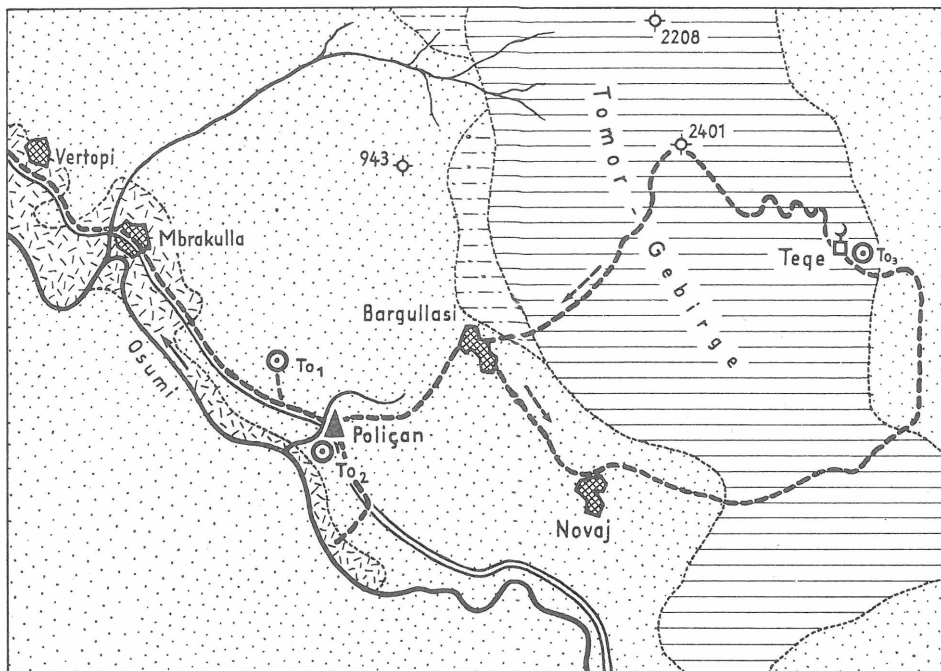 2208
Tomor-
2401
943
Vertopi
Mbrakulla
Teqe
To3
Gebirge
Bargullasi
Osumi
To1
Poliçan
To2
Novaj